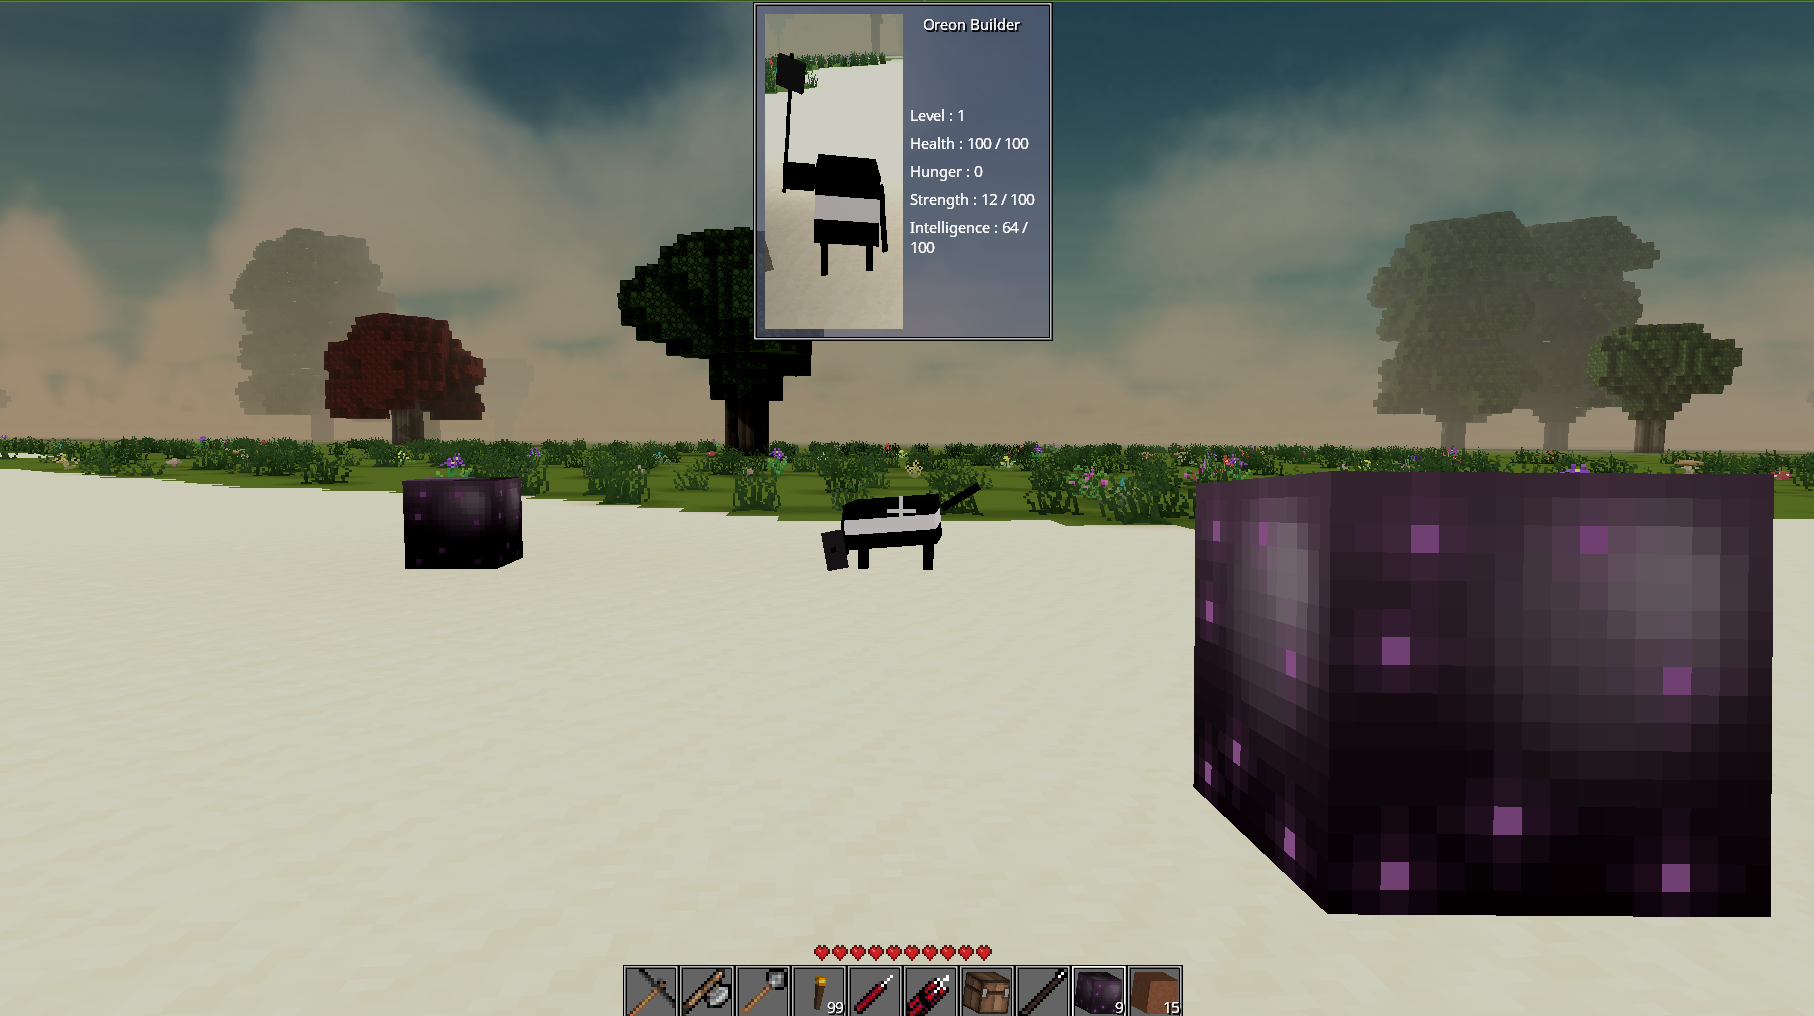 Oreon Builder
Level : 1
Health : 100 / 100
Hunger : 0
Strength : 12 / 100
Intelligence : 64 /
100
99
9
15